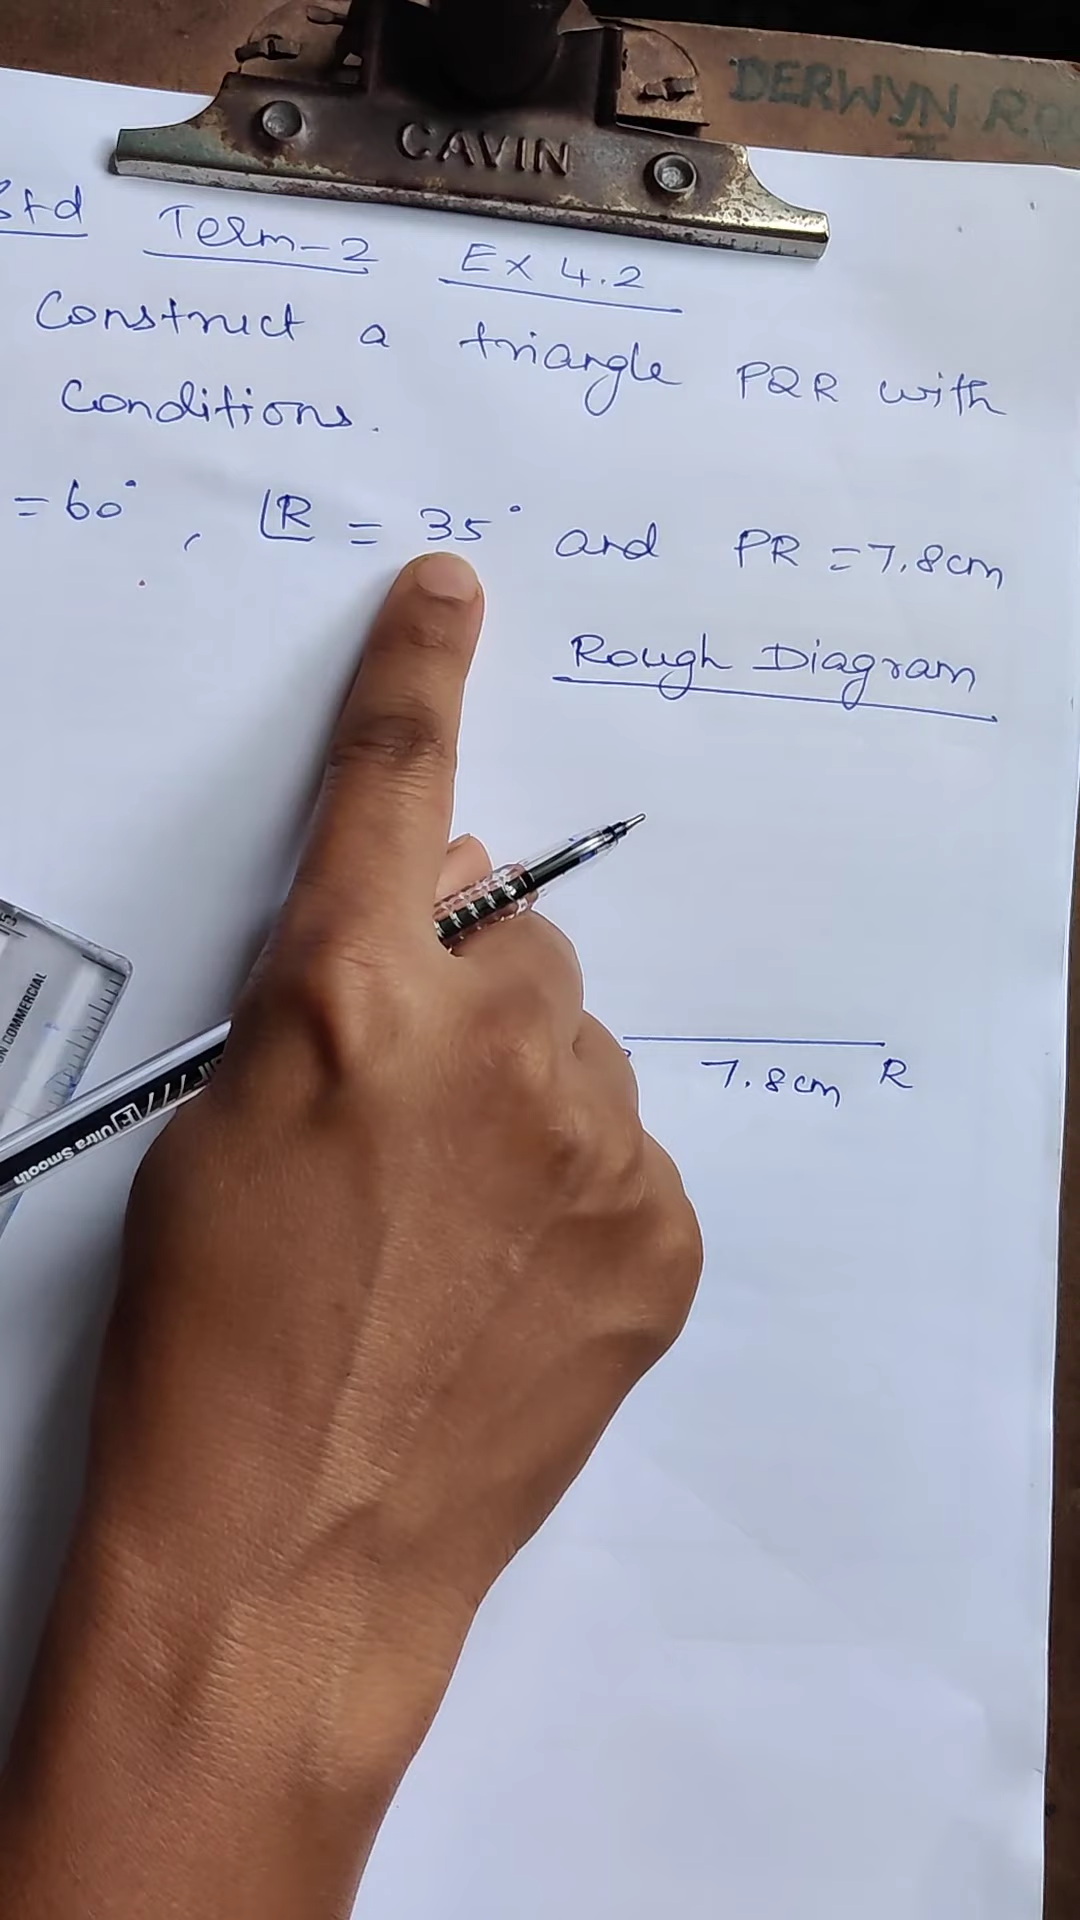 DERWYN
CAVIN
Std Term-2 Ex 4.2
Construct a triangle PQR with
Conditions.
= 60°, ∠R = 35° and PR = 7.8cm
Rough Diagram
COMMERCIAL
7.8cm R
Ultra Smooth